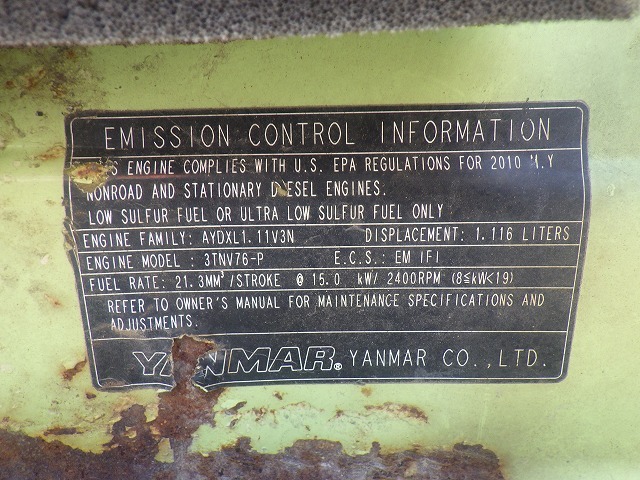 EMISSION CONTROL INFORMATION
ENGINE COMPLIES WITH U.S. EPA REGULATIONS FOR 2010 M.Y
NONROAD AND STATIONARY DIESEL ENGINES.
LOW SULFUR FUEL OR ULTRA LOW SULFUR FUEL ONLY
ENGINE FAMILY: AYDXL1.11V3N DISPLACEMENT: 1.116 LITERS
ENGINE MODEL : 3TNV76-P E.C.S.: EM IFI
FUEL RATE: 21.3MM³/STROKE @ 15.0 kW/ 2400RPM (8≦kW<19)
REFER TO OWNER'S MANUAL FOR MAINTENANCE SPECIFICATIONS AND
ADJUSTMENTS.
YANMAR® YANMAR CO.,LTD.